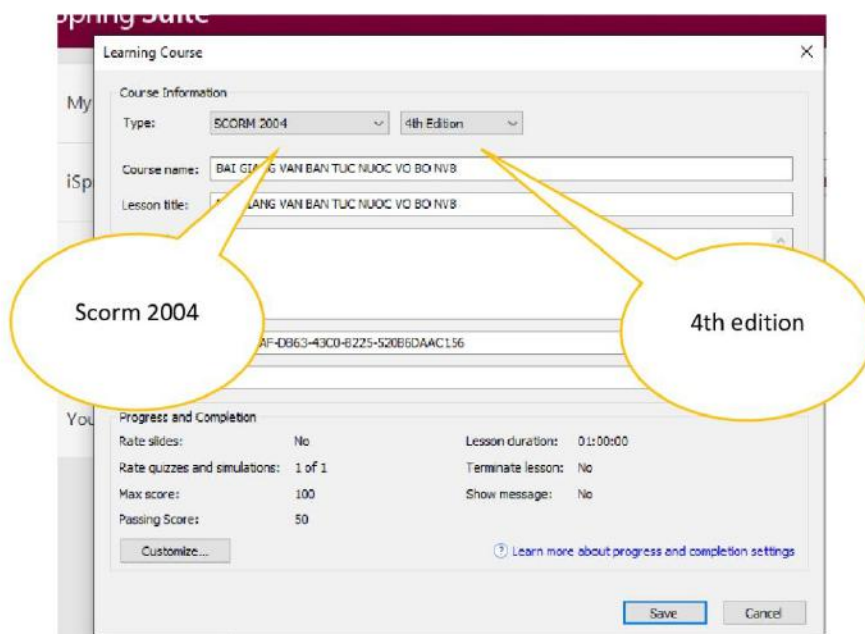 Spring Suite
Learning Course
Course Information
My
Type: SCORM 2004 4th Edition
Course name: BAI GIANG VAN BAN TUC NUOC VO BO NVB
iSp
Lesson title: LANG VAN BAN TUC NUOC VO BO NVB
Scorm 2004
4th edition
AF-DB63-43C0-8225-520B6DAAC156
You
Progress and Completion
Rate slides: No Lesson duration: 01:00:00
Rate quizzes and simulations: 1 of 1 Terminate lesson: No
Max score: 100 Show message: No
Passing Score: 50
Customize... Learn more about progress and completion settings
Save Cancel